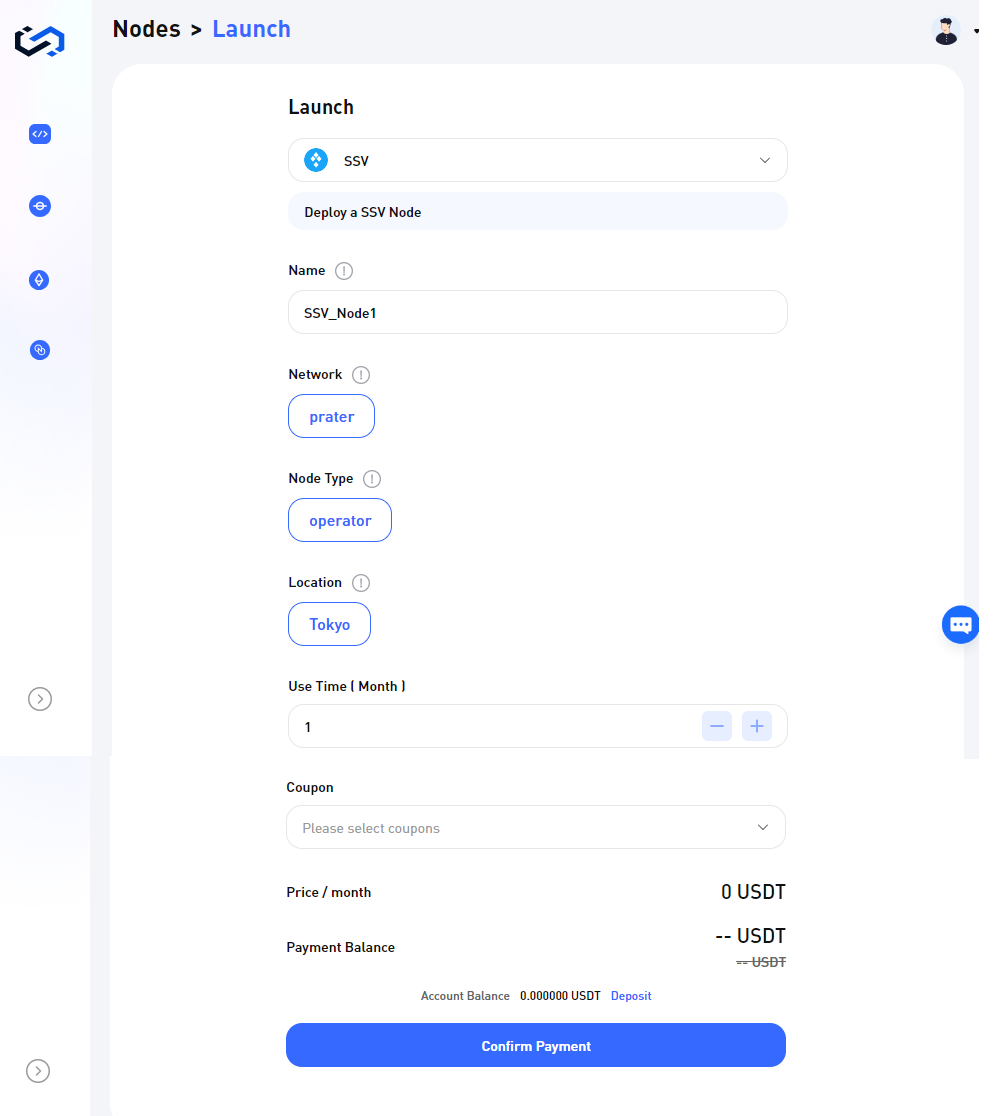 Nodes > Launch
Launch
SSV
Deploy a SSV Node
Name
SSV_Node1
Network
prater
Node Type
operator
Location
Tokyo
Use Time ( Month )
1
Coupon
Please select coupons
Price / month 0 USDT
Payment Balance -- USDT
-- USDT
Account Balance 0.000000 USDT Deposit
Confirm Payment